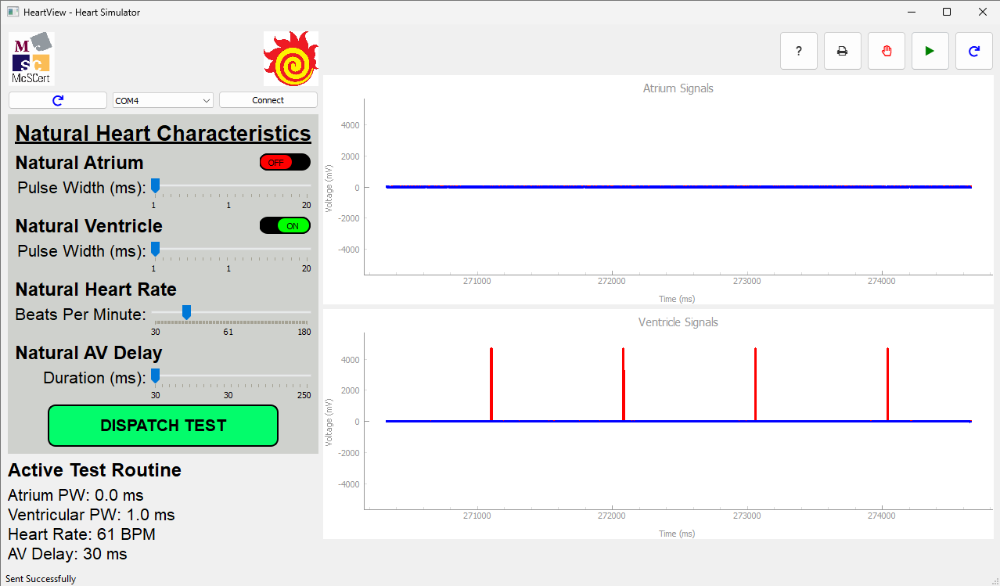 HeartView - Heart Simulator
McSCert
COM4
Connect
?
Natural Heart Characteristics
Natural Atrium
OFF
Pulse Width (ms):
1 1 20
Natural Ventricle
ON
Pulse Width (ms):
1 1 20
Natural Heart Rate
Beats Per Minute:
30 61 180
Natural AV Delay
Duration (ms):
30 30 250
DISPATCH TEST
Active Test Routine
Atrium PW: 0.0 ms
Ventricular PW: 1.0 ms
Heart Rate: 61 BPM
AV Delay: 30 ms
Sent Successfully
Atrium Signals
Voltage (mV)
4000
2000
0
-2000
-4000
271000 272000 273000 274000
Time (ms)
Ventricle Signals
Voltage (mV)
4000
2000
0
-2000
-4000
271000 272000 273000 274000
Time (ms)